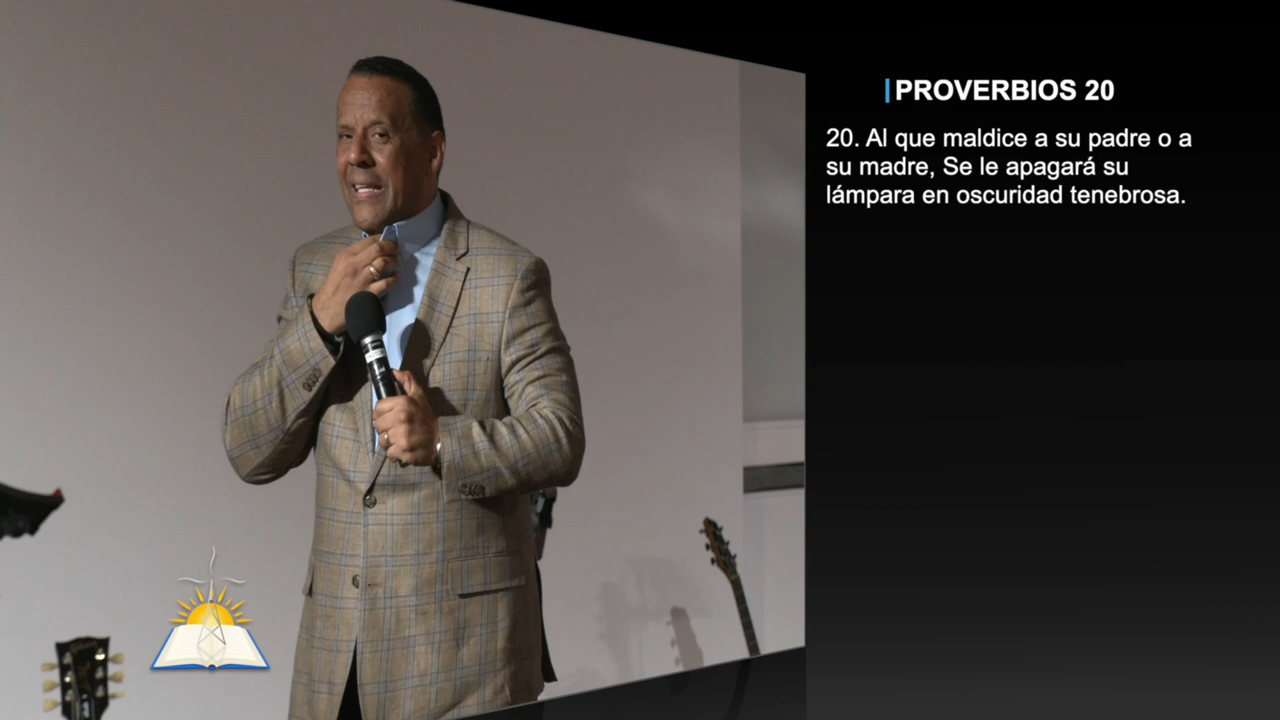 PROVERBIOS 20
20. Al que maldice a su padre o a
su madre, Se le apagará su
lámpara en oscuridad tenebrosa.